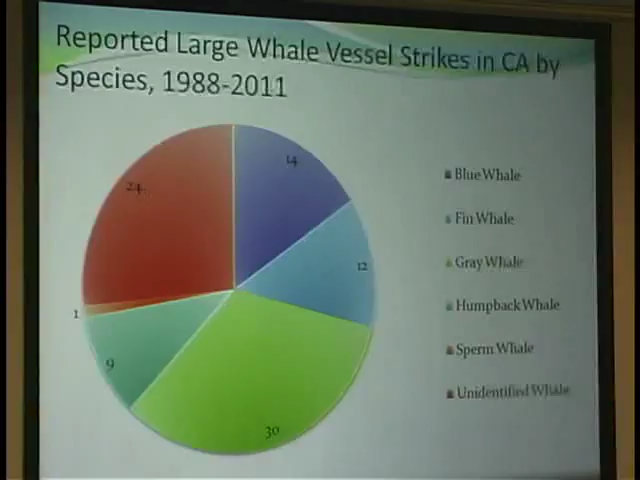 Reported Large Whale Vessel Strikes in CA by
Species, 1988-2011
14
24
12
1
9
30
Blue Whale
Fin Whale
Gray Whale
Humpback Whale
Sperm Whale
Unidentified Whale